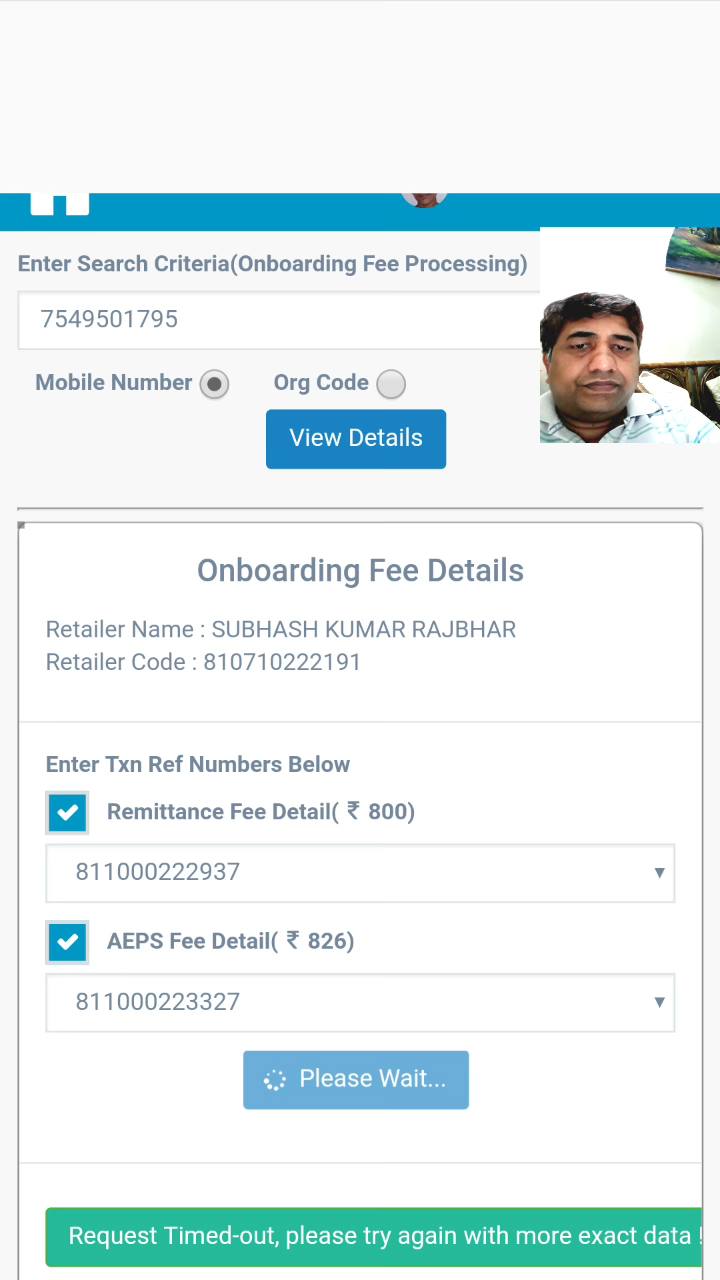 Enter Search Criteria(Onboarding Fee Processing)
7549501795
Mobile Number Org Code
View Details
Onboarding Fee Details
Retailer Name : SUBHASH KUMAR RAJBHAR
Retailer Code : 810710222191
Enter Txn Ref Numbers Below
Remittance Fee Detail( ₹ 800)
811000222937
AEPS Fee Detail( ₹ 826)
811000223327
Please Wait...
Request Timed-out, please try again with more exact data !